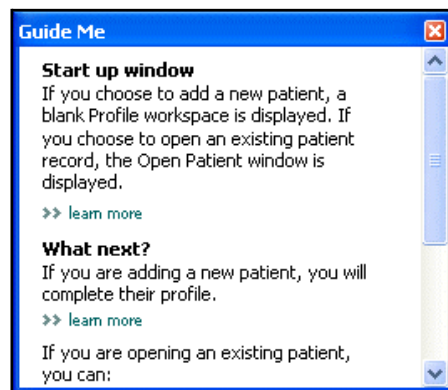 Guide Me
Start up window
If you choose to add a new patient, a
blank Profile workspace is displayed. If
you choose to open an existing patient
record, the Open Patient window is
displayed.
>> learn more
What next?
If you are adding a new patient, you will
complete their profile.
>> learn more
If you are opening an existing patient,
you can: